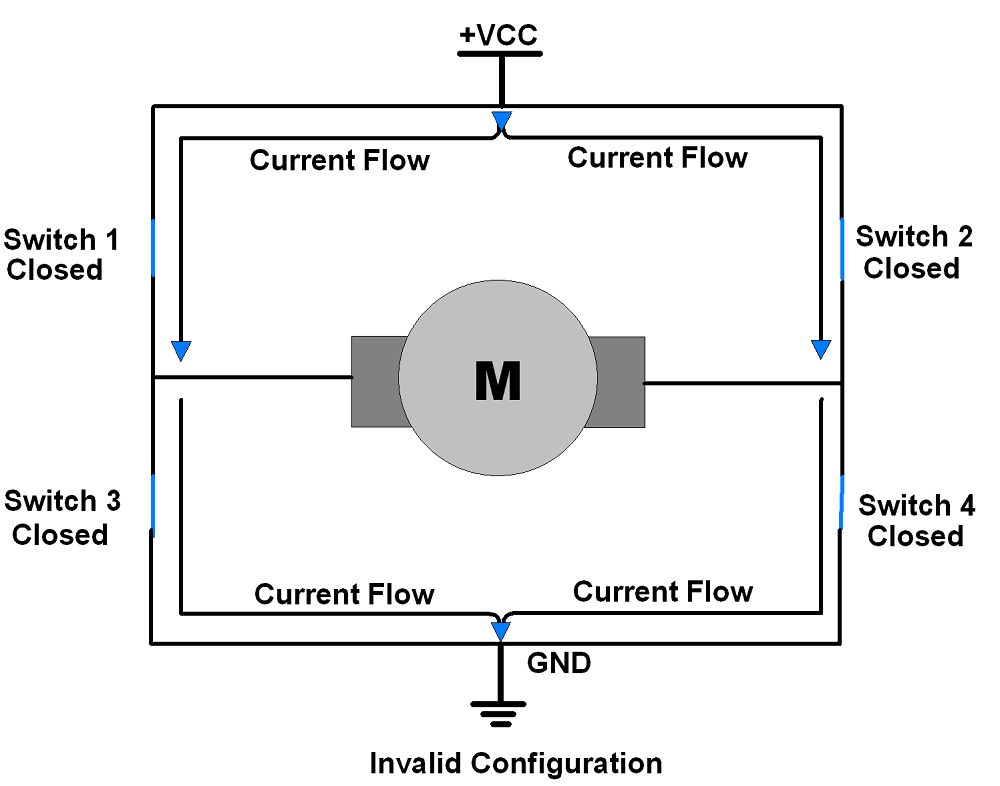 +VCC
Current Flow
Current Flow
Switch 1
Closed
Switch 2
Closed
M
Switch 3
Closed
Switch 4
Closed
Current Flow
Current Flow
GND
Invalid Configuration